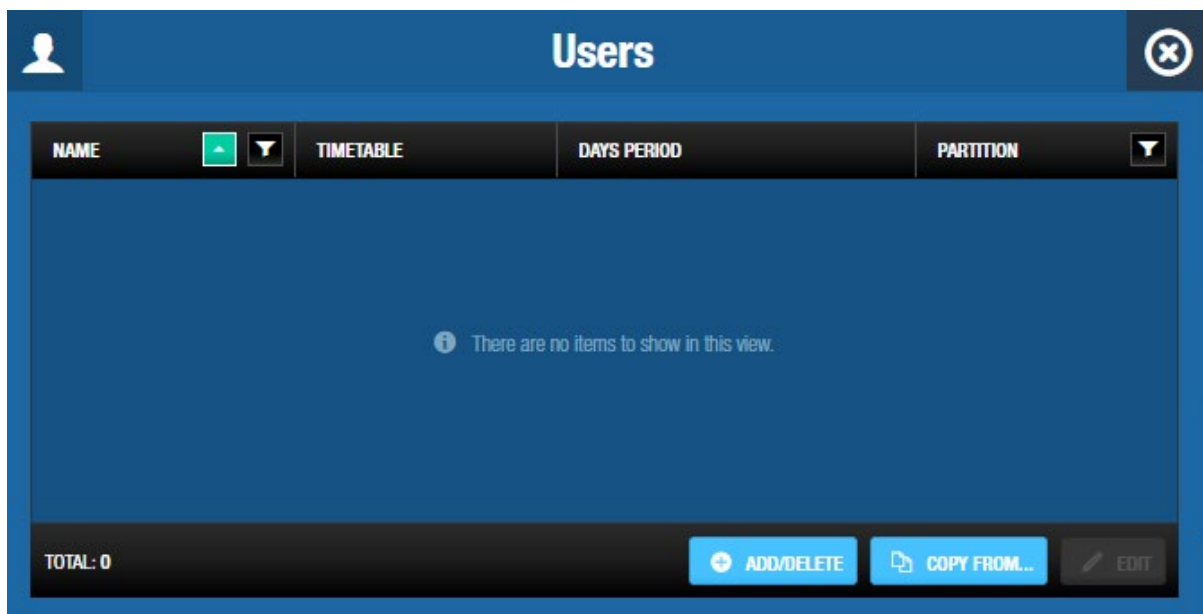 Users
NAME TIMETABLE DAYS PERIOD PARTITION
There are no items to show in this view.
TOTAL: 0 ADD/DELETE COPY FROM... EDIT